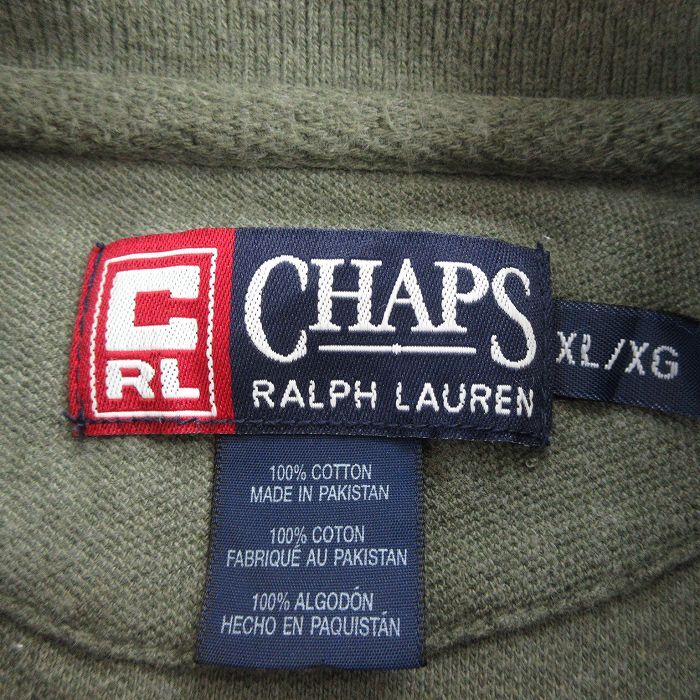 C
RL
CHAPS
RALPH LAUREN
XL/XG
100% COTTON
MADE IN PAKISTAN
100% COTON
FABRIQUÉ AU PAKISTAN
100% ALGODÓN
HECHO EN PAQUISTÁN